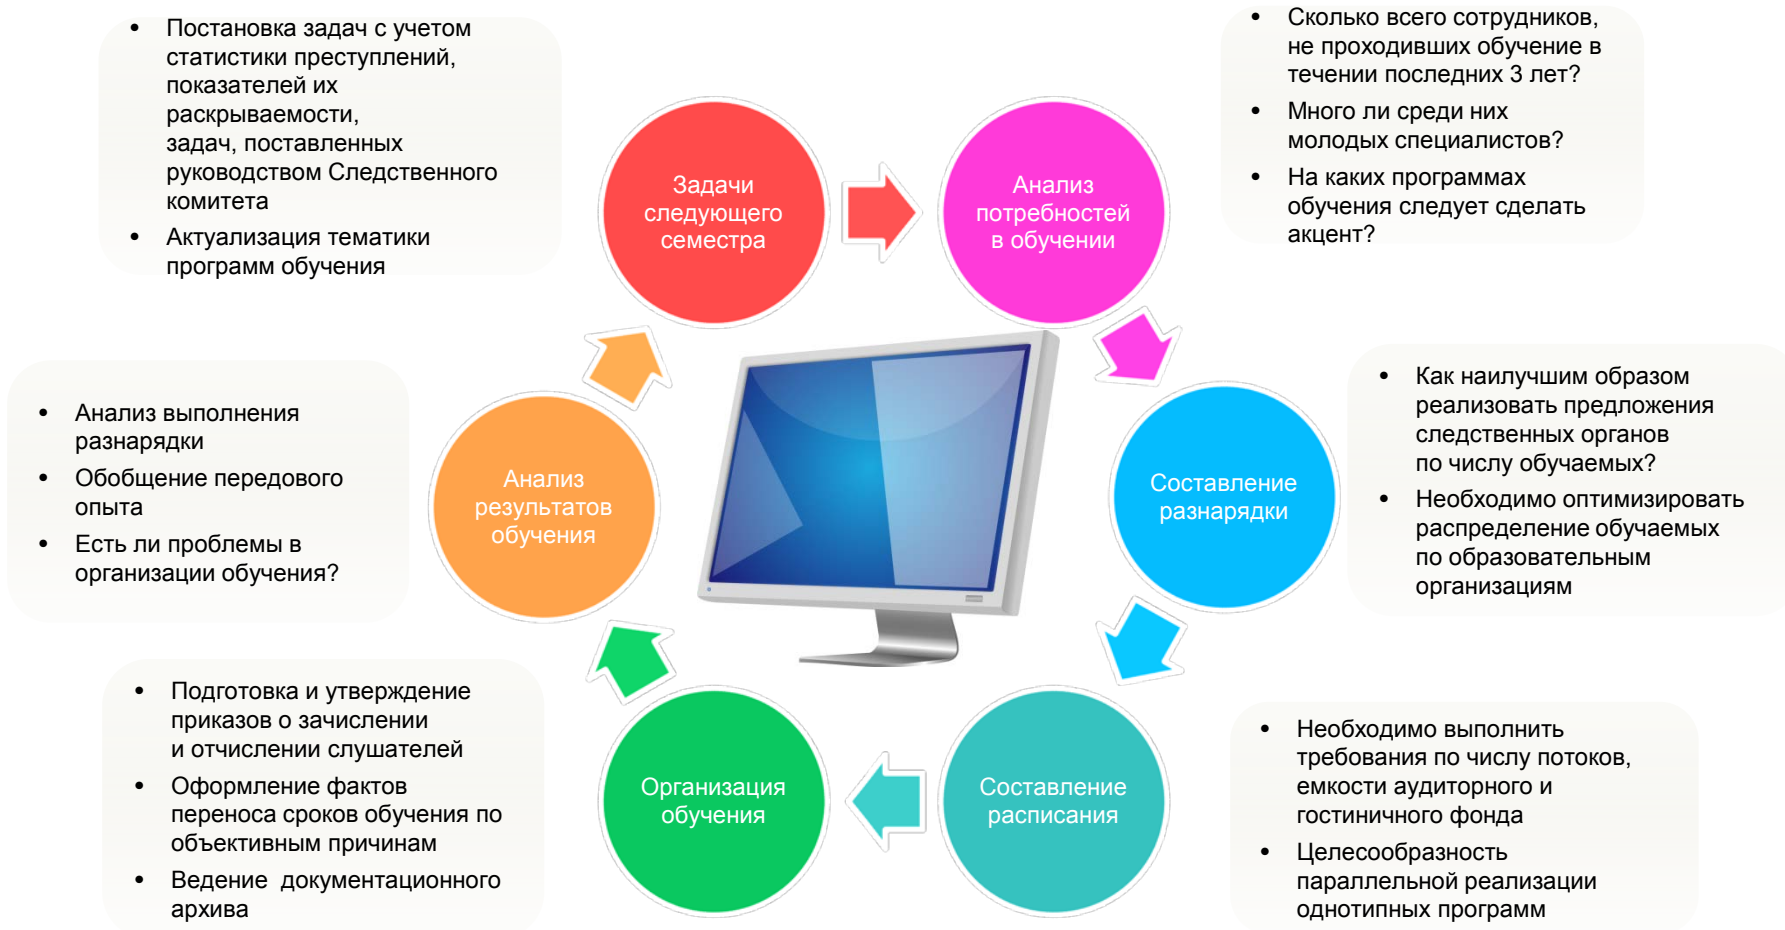 • Постановка задач с учетом
статистики преступлений,
показателей их
раскрываемости,
задач, поставленных
руководством Следственного
комитета
• Актуализация тематики
программ обучения
Задачи
следующего
семестра
Анализ
потребностей
в обучении
• Сколько всего сотрудников,
не проходивших обучение в
течении последних 3 лет?
• Много ли среди них
молодых специалистов?
• На каких программах
обучения следует сделать
акцент?
• Анализ выполнения
разнарядки
• Обобщение передового
опыта
• Есть ли проблемы в
организации обучения?
Анализ
результатов
обучения
Составление
разнарядки
• Как наилучшим образом
реализовать предложения
следственных органов
по числу обучаемых?
• Необходимо оптимизировать
распределение обучаемых
по образовательным
организациям
• Подготовка и утверждение
приказов о зачислении
и отчислении слушателей
• Оформление фактов
переноса сроков обучения по
объективным причинам
• Ведение документационного
архива
Организация
обучения
Составление
расписания
• Необходимо выполнить
требования по числу потоков,
емкости аудиторного и
гостиничного фонда
• Целесообразность
параллельной реализации
однотипных программ